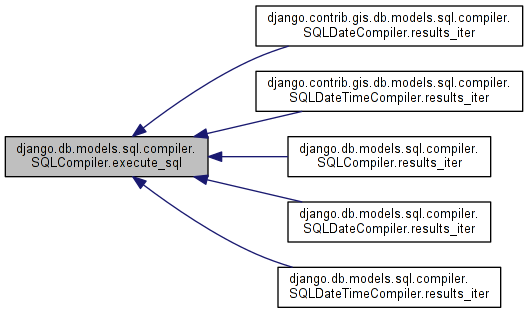 django.contrib.gis.db.models.sql.compiler.
SQLDateCompiler.results_iter
django.contrib.gis.db.models.sql.compiler.
SQLDateTimeCompiler.results_iter
django.db.models.sql.compiler.
SQLCompiler.execute_sql
django.db.models.sql.compiler.
SQLCompiler.results_iter
django.db.models.sql.compiler.
SQLDateCompiler.results_iter
django.db.models.sql.compiler.
SQLDateTimeCompiler.results_iter